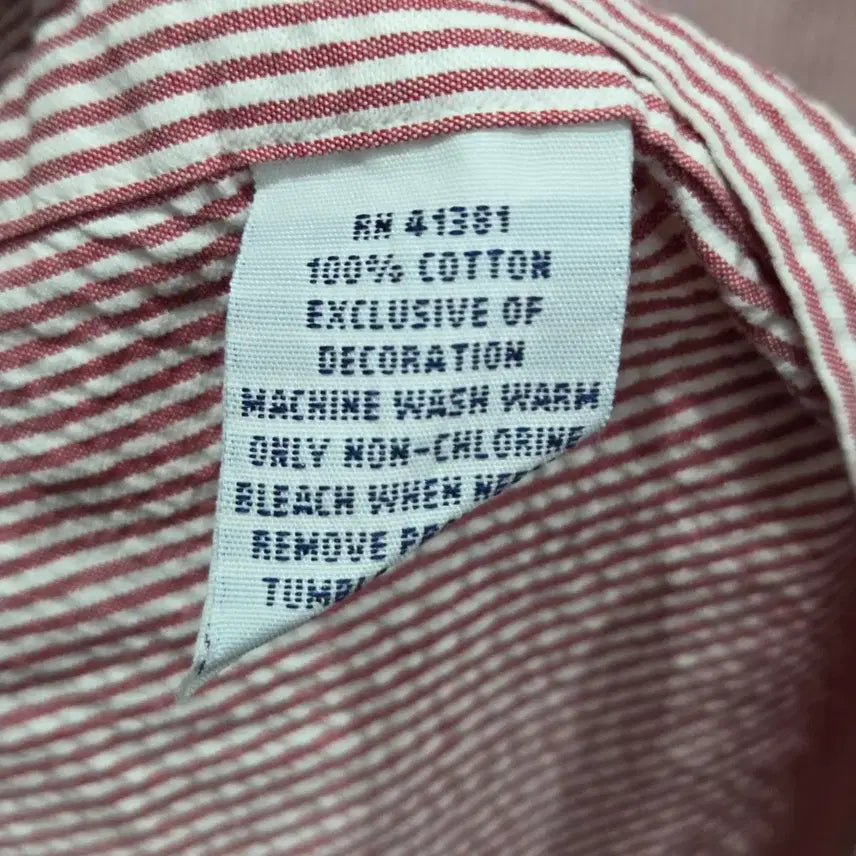 RN 41381
100% COTTON
EXCLUSIVE OF
DECORATION
MACHINE WASH WARM
ONLY NON-CHLORINE
BLEACH WHEN
REMOVE